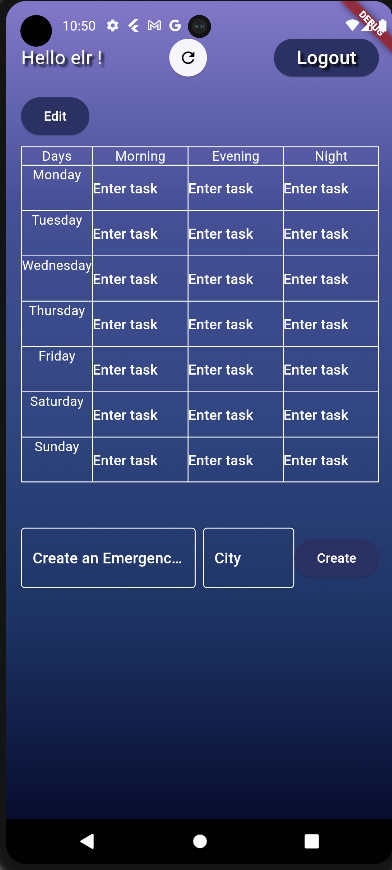 10:50
DEBUG
Hello elr !
Logout
Edit
Days Morning Evening Night
Monday
Enter task Enter task Enter task
Tuesday
Enter task Enter task Enter task
Wednesday
Enter task Enter task Enter task
Thursday
Enter task Enter task Enter task
Friday
Enter task Enter task Enter task
Saturday
Enter task Enter task Enter task
Sunday
Enter task Enter task Enter task
Create an Emergenc... City Create